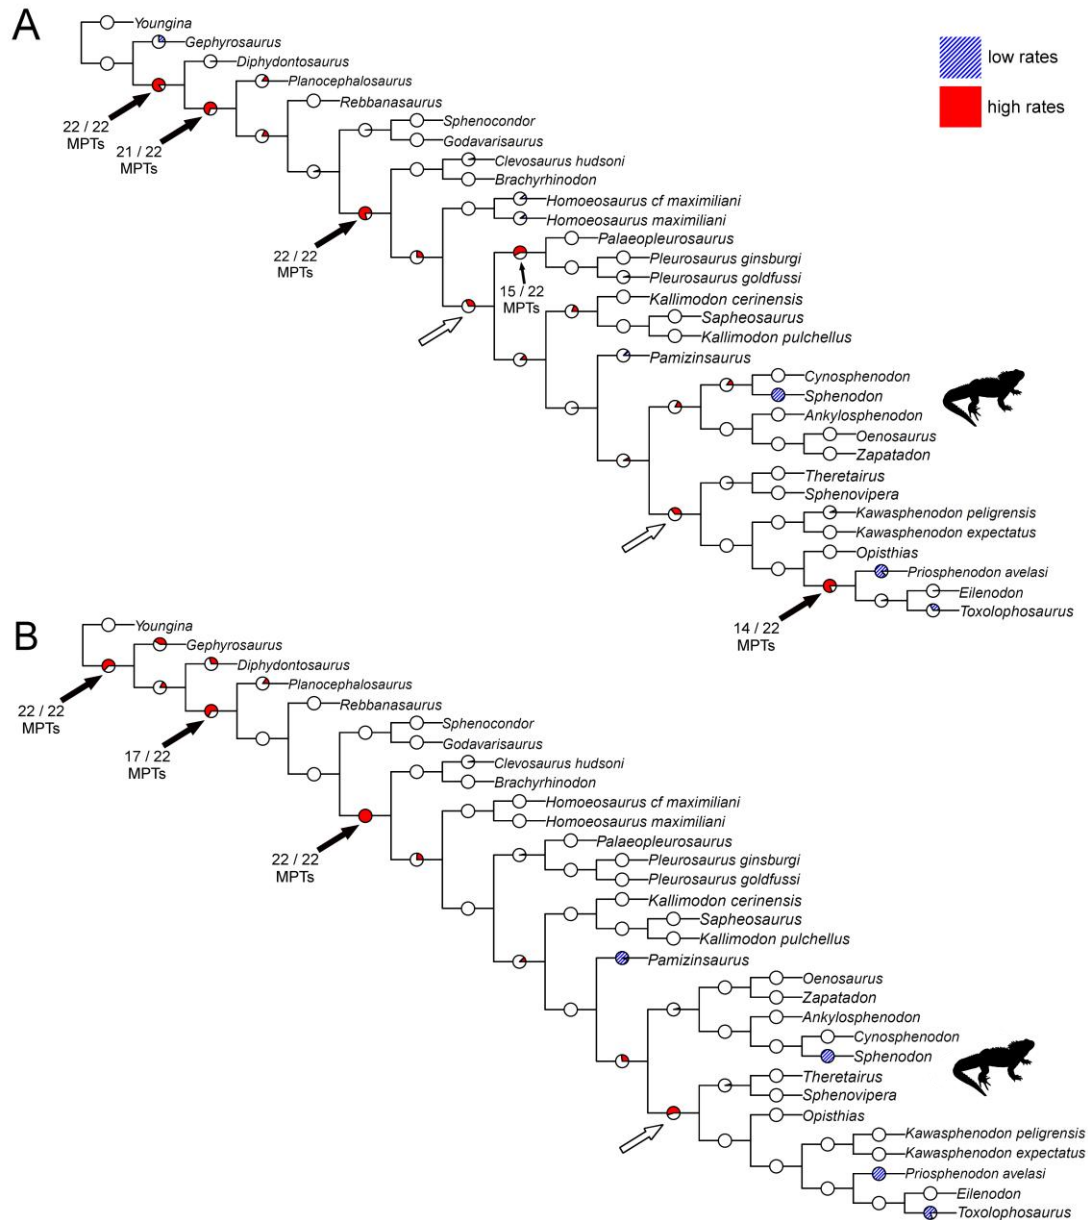 A
Youngina
Gephyrosaurus
low rates
Diphydontosaurus
Planocephalosaurus
high rates
Rebbanasaurus
22 / 22
MPTs
Sphenocondor
21 / 22
MPTs
Godavarisaurus
Clevosaurus hudsoni
Brachyrhinodon
Homoeosaurus cf maximiliani
Homoeosaurus maximiliani
Palaeopleurosaurus
22 / 22
MPTs
Pleurosaurus ginsburgi
Pleurosaurus goldfussi
15 / 22
MPTs
Kallimodon cerinensis
Sapheosaurus
Kallimodon pulchellus
Pamizinsaurus
Cynosphenodon
Sphenodon
Ankylosphenodon
Oenosaurus
Zapatadon
Theretairus
Sphenovipera
Kawasphenodon peligrensis
Kawasphenodon expectatus
Opisthias
Priosphenodon avelasi
Eilenodon
Toxolophosaurus
14 / 22
MPTs
B
Youngina
Gephyrosaurus
Diphydontosaurus
Planocephalosaurus
22 / 22
MPTs
Rebbanasaurus
Sphenocondor
17 / 22
MPTs
Godavarisaurus
Clevosaurus hudsoni
Brachyrhinodon
Homoeosaurus cf maximiliani
Homoeosaurus maximiliani
Palaeopleurosaurus
22 / 22
MPTs
Pleurosaurus ginsburgi
Pleurosaurus goldfussi
Kallimodon cerinensis
Sapheosaurus
Kallimodon pulchellus
Pamizinsaurus
Oenosaurus
Zapatadon
Ankylosphenodon
Cynosphenodon
Sphenodon
Theretairus
Sphenovipera
Opisthias
Kawasphenodon peligrensis
Kawasphenodon expectatus
Priosphenodon avelasi
Eilenodon
Toxolophosaurus